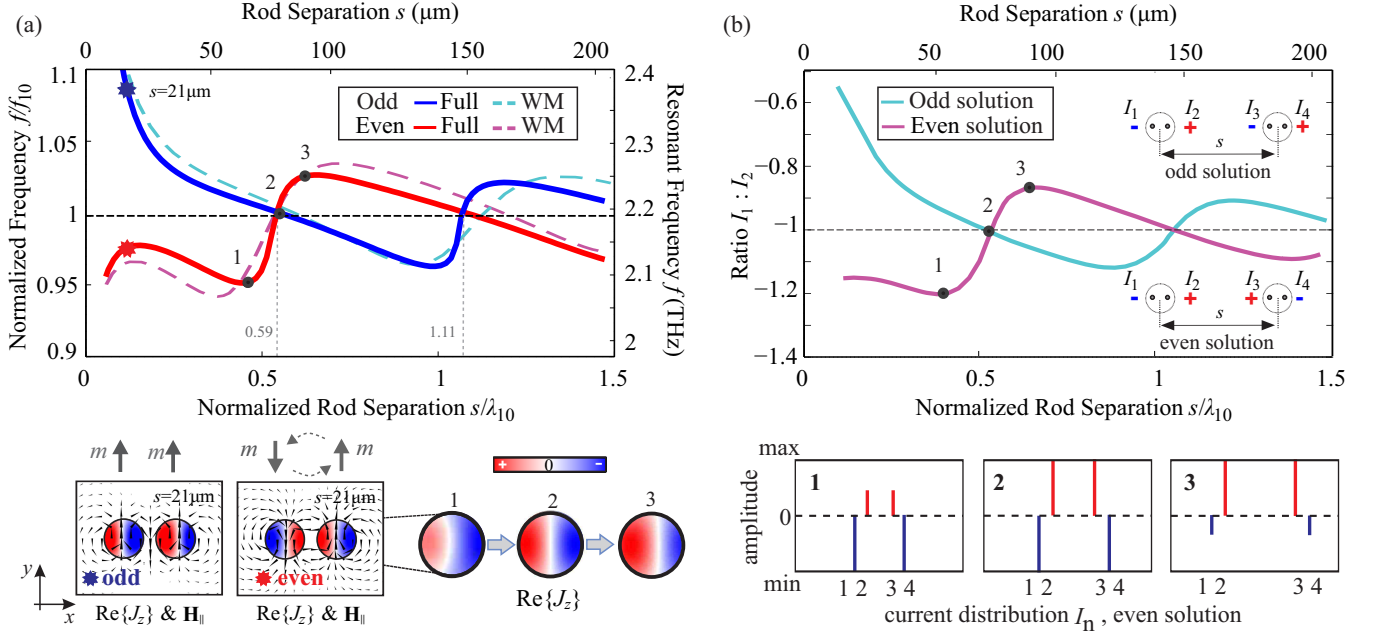 (a)
Rod Separation s (μm)
0 50 100 150 200
1.1
1.05
1
0.95
0.9
Normalized Frequency f/f10
s=21μm
Odd Full WM
Even Full WM
1
2
3
0.59
1.11
2.4
2.3
2.2
2.1
2
Resonant Frequency f (THz)
0 0.5 1 1.5
Normalized Rod Separation s/λ10
m m
s=21μm
odd
Re{Jz} & H∥
m m
s=21μm
even
Re{Jz} & H∥
y
x
+ 0 −
1 2 3
Re{Jz}
(b)
Rod Separation s (μm)
0 50 100 150 200
−0.6
−0.8
−1
−1.2
−1.4
Ratio I1 : I2
Odd solution
Even solution
1
2
3
I1 I2 I3 I4
- + - +
s
odd solution
I1 I2 I3 I4
- + + -
s
even solution
0 0.5 1 1.5
Normalized Rod Separation s/λ10
max
0
min
amplitude
1 2 3
1 2 3 4 1 2 3 4 1 2 3 4
current distribution In , even solution